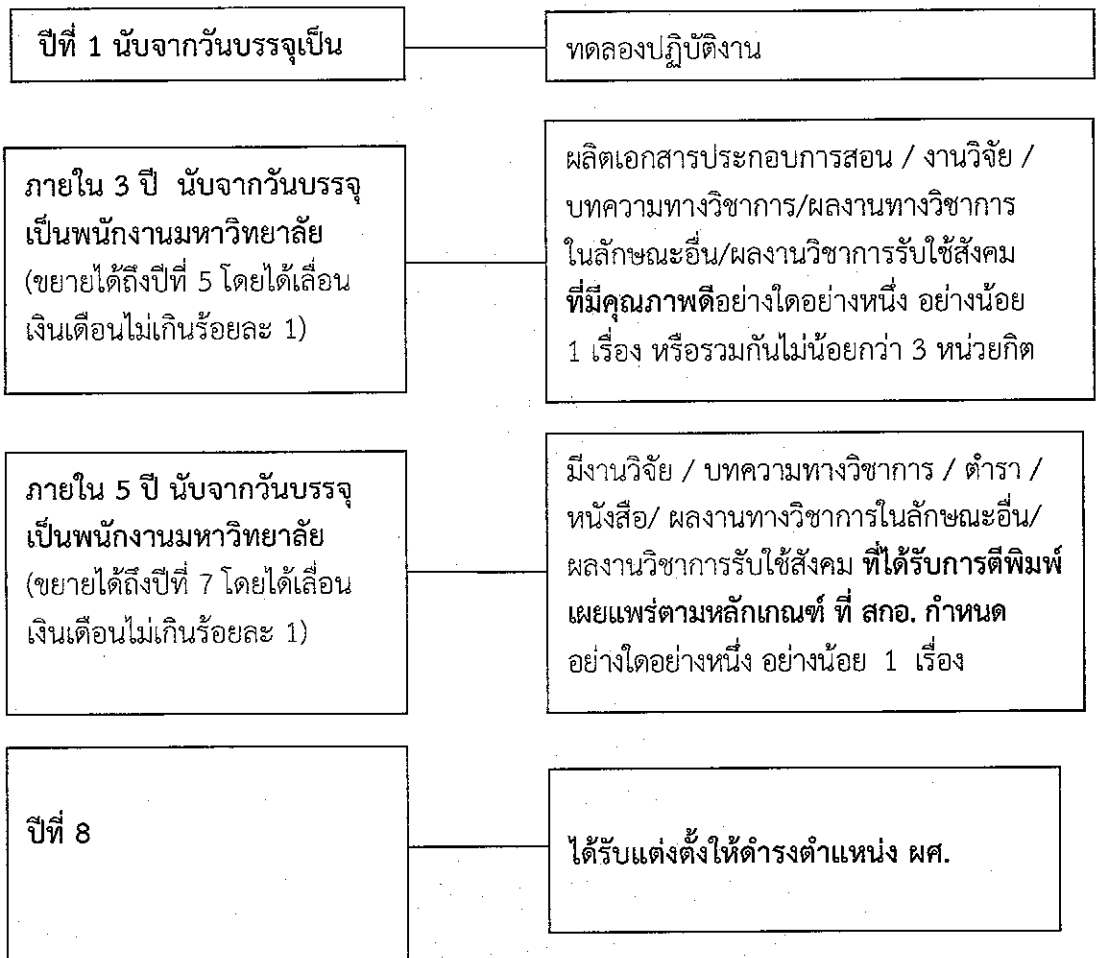 ปีที่ 1 นับจากวันบรรจุเป็น
ทดลองปฏิบัติงาน
ภายใน 3 ปี นับจากวันบรรจุ
เป็นพนักงานมหาวิทยาลัย
(ขยายได้ถึงปีที่ 5 โดยได้เลื่อน
เงินเดือนไม่เกินร้อยละ 1)
ผลิตเอกสารประกอบการสอน / งานวิจัย /
บทความทางวิชาการ/ผลงานทางวิชาการ
ในลักษณะอื่น/ผลงานวิชาการรับใช้สังคม
ที่มีคุณภาพดีอย่างใดอย่างหนึ่ง อย่างน้อย
1 เรื่อง หรือรวมกันไม่น้อยกว่า 3 หน่วยกิต
ภายใน 5 ปี นับจากวันบรรจุ
เป็นพนักงานมหาวิทยาลัย
(ขยายได้ถึงปีที่ 7 โดยได้เลื่อน
เงินเดือนไม่เกินร้อยละ 1)
มีงานวิจัย / บทความทางวิชาการ / ตำรา /
หนังสือ/ ผลงานทางวิชาการในลักษณะอื่น/
ผลงานวิชาการรับใช้สังคม ที่ได้รับการตีพิมพ์
เผยแพร่ตามหลักเกณฑ์ ที่ สกอ. กำหนด
อย่างใดอย่างหนึ่ง อย่างน้อย 1 เรื่อง
ปีที่ 8
ได้รับแต่งตั้งให้ดำรงตำแหน่ง ผศ.